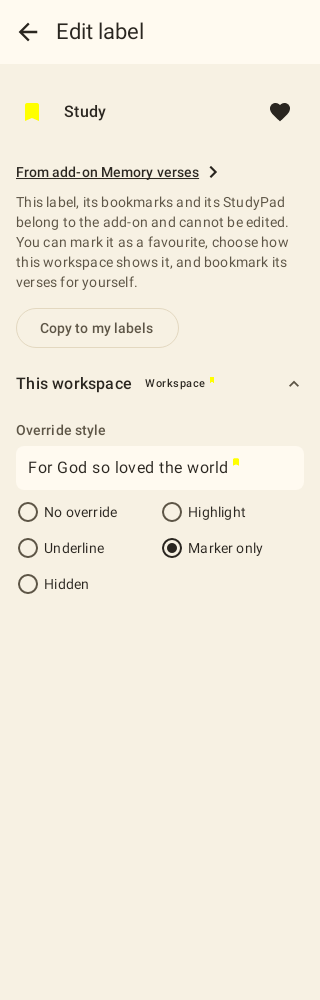 Edit label
Study
From add-on Memory verses
This label, its bookmarks and its StudyPad
belong to the add-on and cannot be edited.
You can mark it as a favourite, choose how
this workspace shows it, and bookmark its
verses for yourself.
Copy to my labels
This workspace Workspace
Override style
For God so loved the world
No override Highlight
Underline Marker only
Hidden